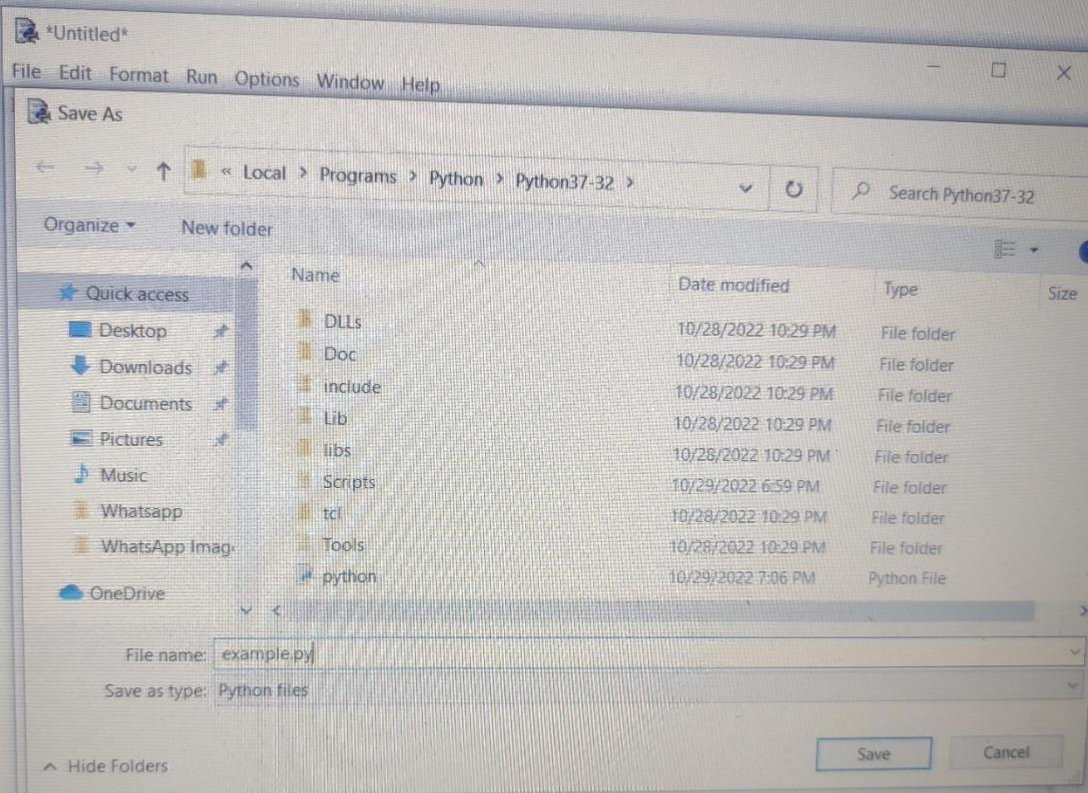 *Untitled*
File Edit Format Run Options Window Help
Save As
« Local > Programs > Python > Python37-32 >
Search Python37-32
Organize New folder
Name Date modified Type Size
Quick access
Desktop
Downloads
Documents
Pictures
Music
Whatsapp
WhatsApp Imag
OneDrive
DLLs 10/28/2022 10:29 PM File folder
Doc 10/28/2022 10:29 PM File folder
include 10/28/2022 10:29 PM File folder
Lib 10/28/2022 10:29 PM File folder
libs 10/28/2022 10:29 PM File folder
Scripts 10/29/2022 6:59 PM File folder
tcl 10/28/2022 10:29 PM File folder
Tools 10/28/2022 10:29 PM File folder
python 10/29/2022 7:06 PM Python File
File name: example.py
Save as type: Python files
Hide Folders
Save Cancel